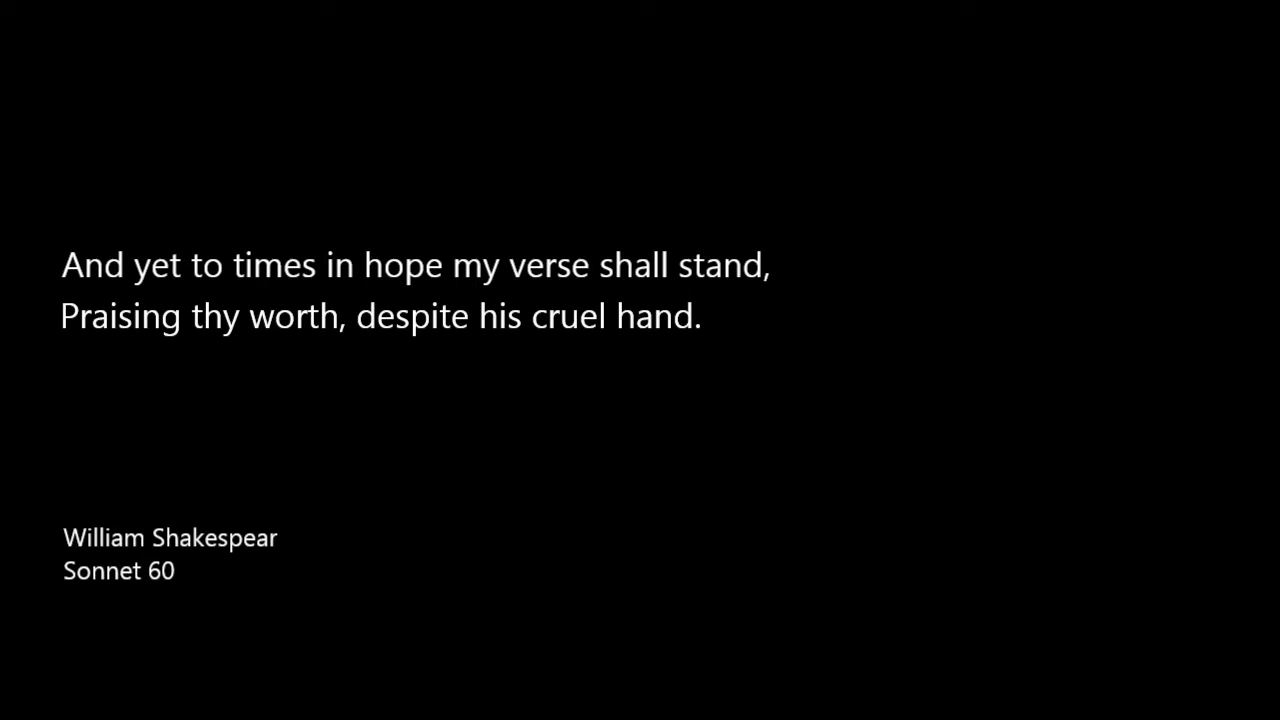 And yet to times in hope my verse shall stand,
Praising thy worth, despite his cruel hand.
William Shakespear
Sonnet 60